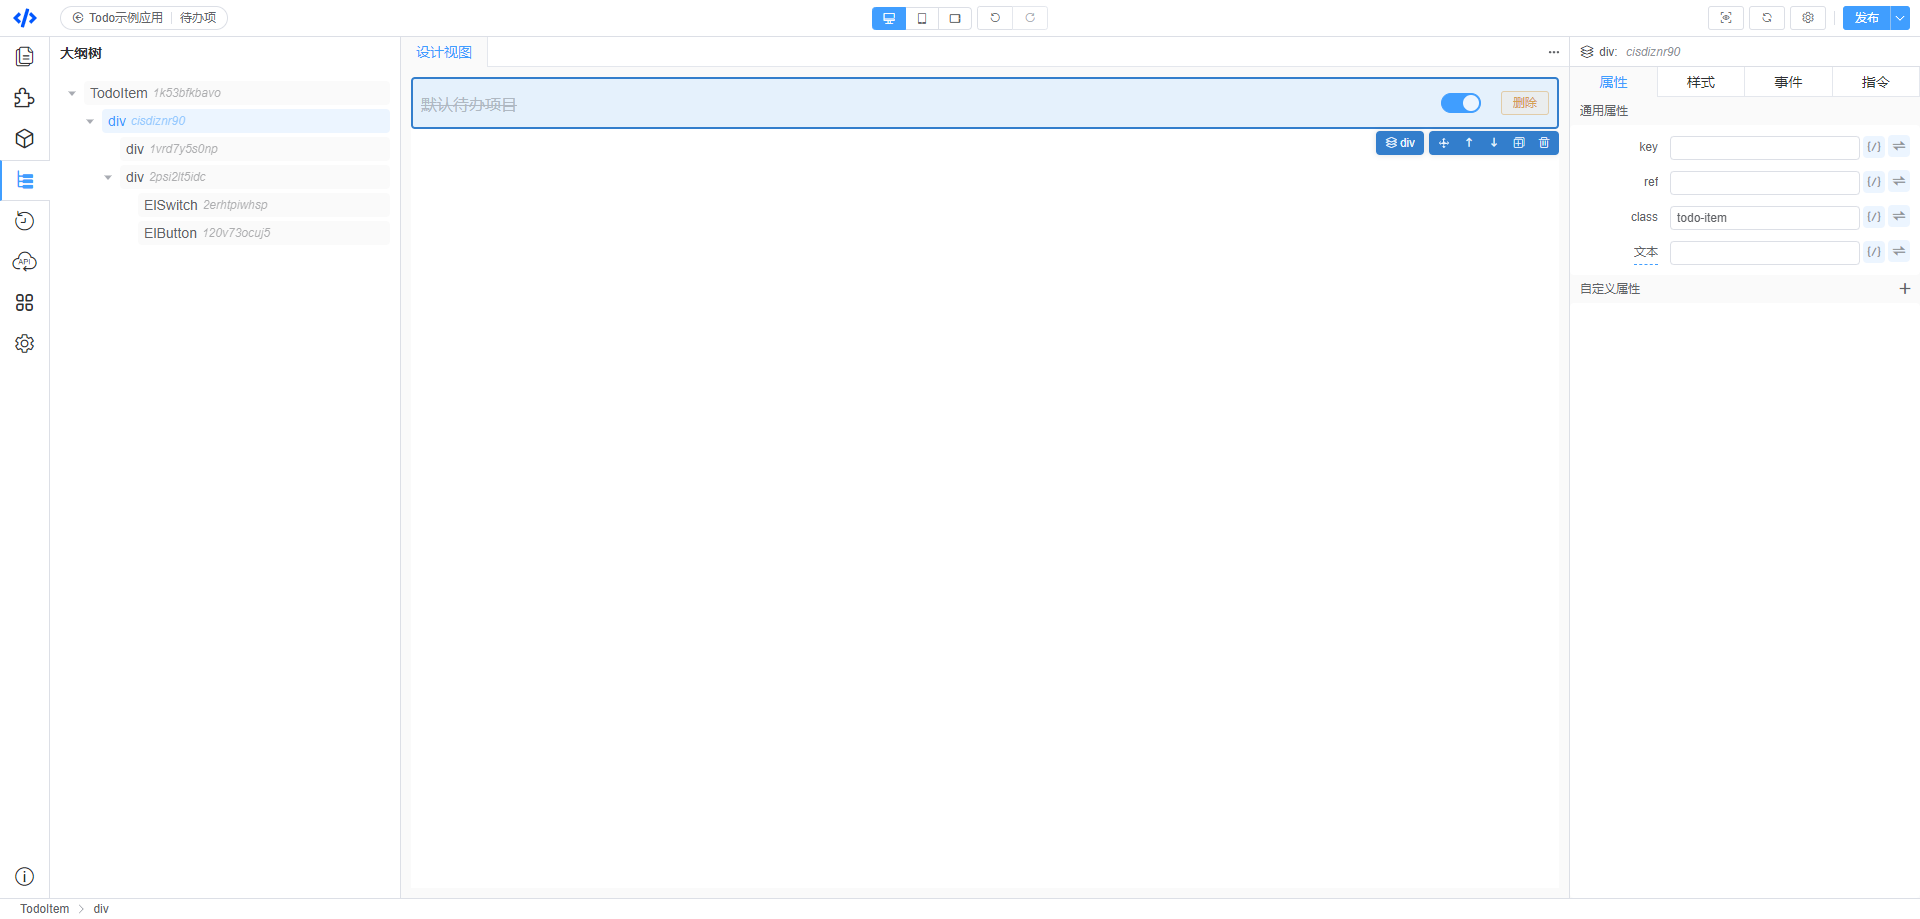 Todo示例应用 待办项
发布
大纲树
TodoItem 1k53bfkbavo
div cisdiznr90
div 1vrd7y5s0np
div 2psi2lt5idc
ElSwitch 2erhtpiwhsp
ElButton 120v73ocuj5
设计视图
默认待办项目
删除
div
div: cisdiznr90
属性 样式 事件 指令
通用属性
key {/}
ref {/}
class todo-item {/}
文本 {/}
自定义属性
API
TodoItem > div